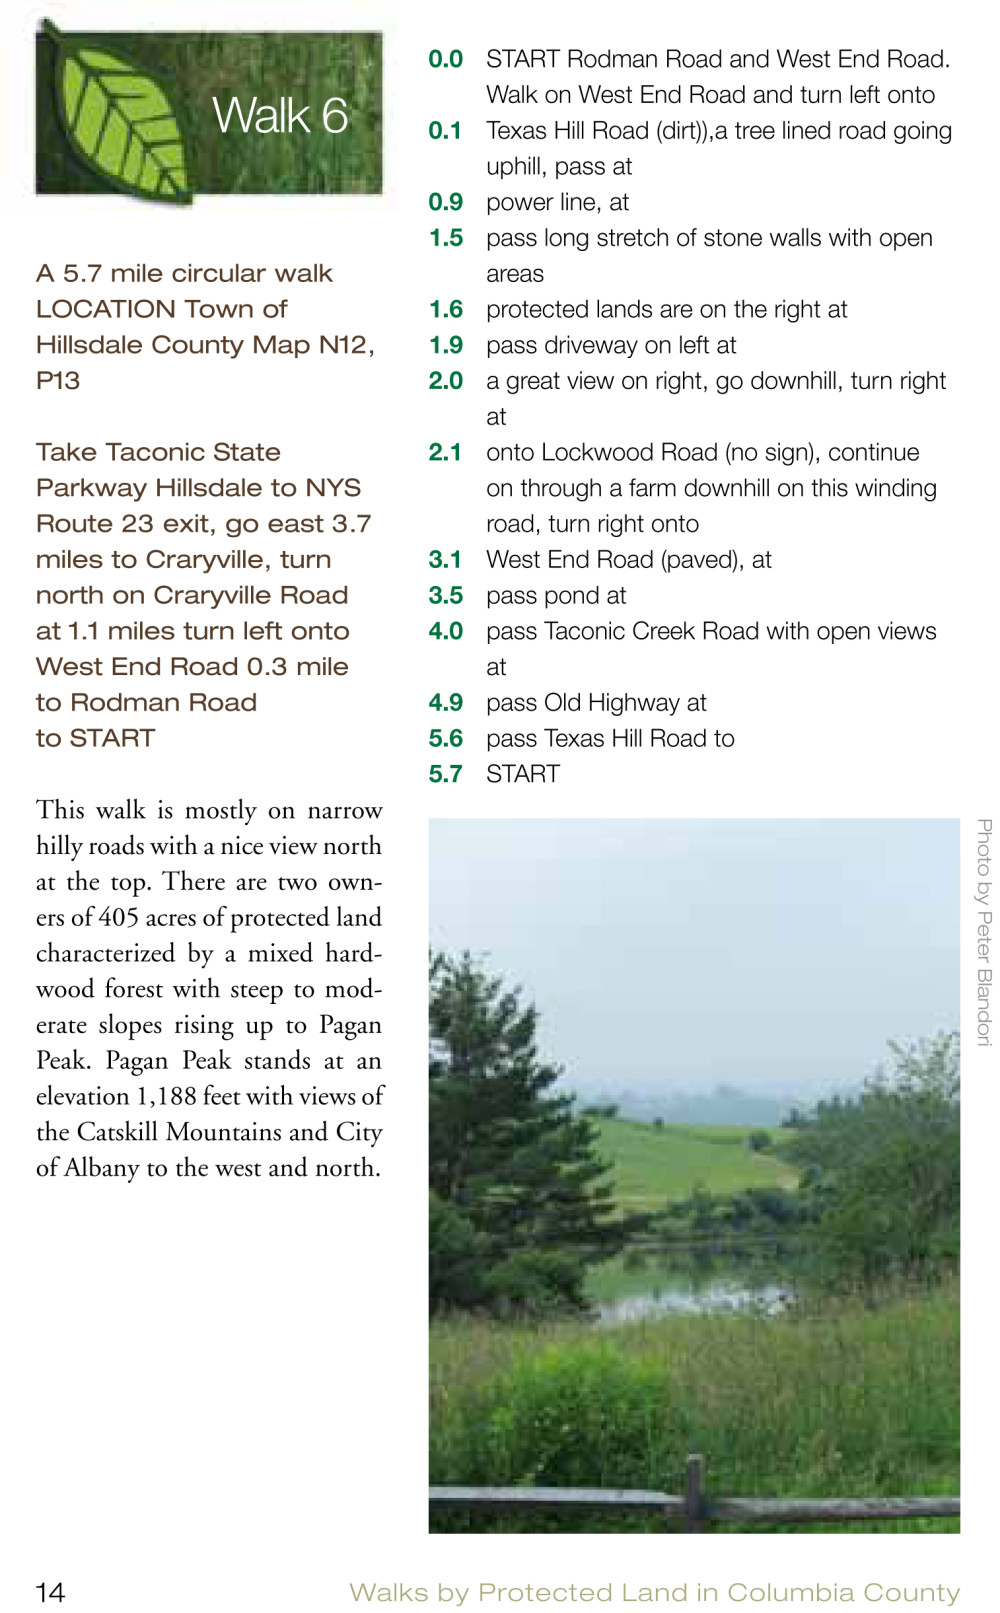 Walk 6
A 5.7 mile circular walk
LOCATION Town of
Hillsdale County Map N12,
P13
Take Taconic State
Parkway Hillsdale to NYS
Route 23 exit, go east 3.7
miles to Craryville, turn
north on Craryville Road
at 1.1 miles turn left onto
West End Road 0.3 mile
to Rodman Road
to START
This walk is mostly on narrow
hilly roads with a nice view north
at the top. There are two own-
ers of 405 acres of protected land
characterized by a mixed hard-
wood forest with steep to mod-
erate slopes rising up to Pagan
Peak. Pagan Peak stands at an
elevation 1,188 feet with views of
the Catskill Mountains and City
of Albany to the west and north.
0.0 START Rodman Road and West End Road.
Walk on West End Road and turn left onto
0.1 Texas Hill Road (dirt)),a tree lined road going
uphill, pass at
0.9 power line, at
1.5 pass long stretch of stone walls with open
areas
1.6 protected lands are on the right at
1.9 pass driveway on left at
2.0 a great view on right, go downhill, turn right
at
2.1 onto Lockwood Road (no sign), continue
on through a farm downhill on this winding
road, turn right onto
3.1 West End Road (paved), at
3.5 pass pond at
4.0 pass Taconic Creek Road with open views
at
4.9 pass Old Highway at
5.6 pass Texas Hill Road to
5.7 START
Photo by Peter Blandori
14
Walks by Protected Land in Columbia County